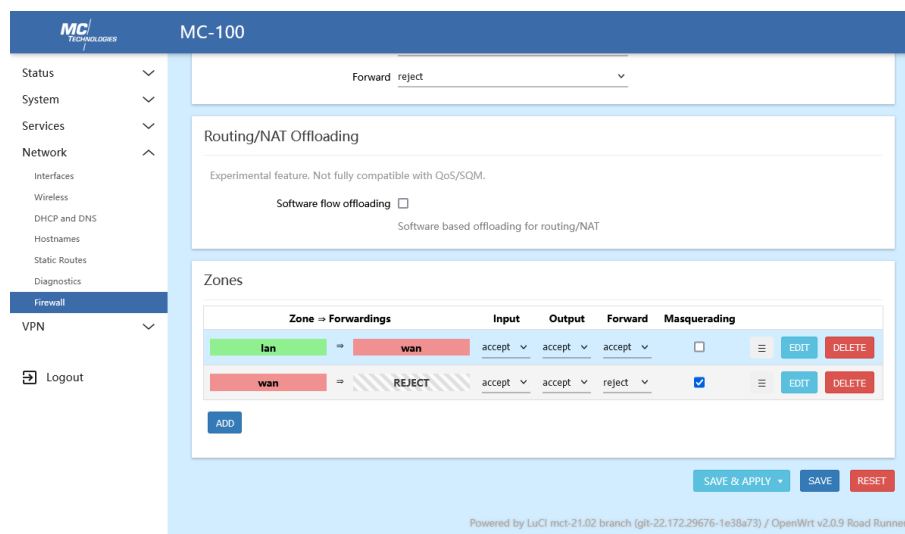 MC
TECHNOLOGIES
MC-100
Status
System
Services
Network
Interfaces
Wireless
DHCP and DNS
Hostnames
Static Routes
Diagnostics
Firewall
VPN
Logout
Forward reject
Routing/NAT Offloading
Experimental feature. Not fully compatible with QoS/SQM.
Software flow offloading
Software based offloading for routing/NAT
Zones
Zone ⇒ Forwardings Input Output Forward Masquerading
lan ⇒ wan accept accept accept EDIT DELETE
wan ⇒ REJECT accept accept reject EDIT DELETE
ADD
SAVE & APPLY SAVE RESET
Powered by LuCI mct-21.02 branch (git-22.172.29676-1e38a73) / OpenWrt v2.0.9 Road Runner